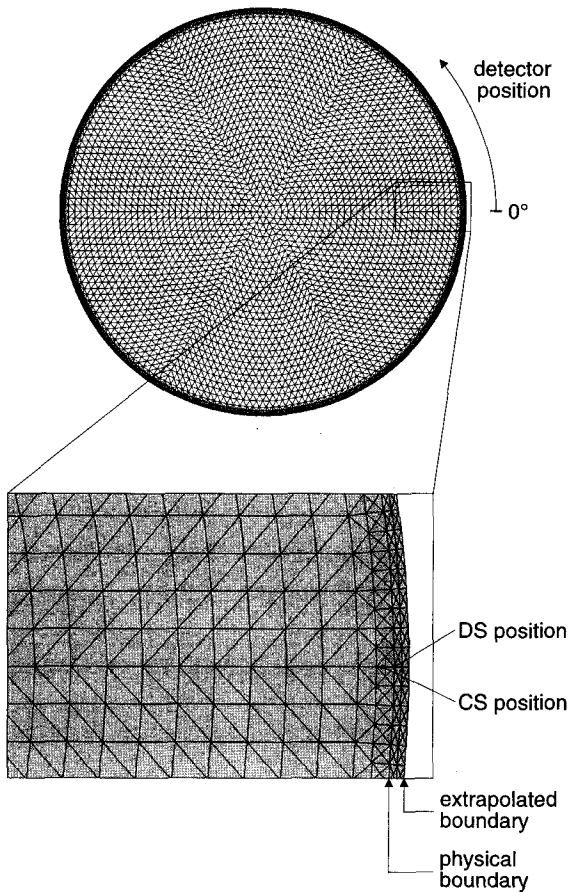 detector
position
0°
DS position
CS position
extrapolated
boundary
physical
boundary